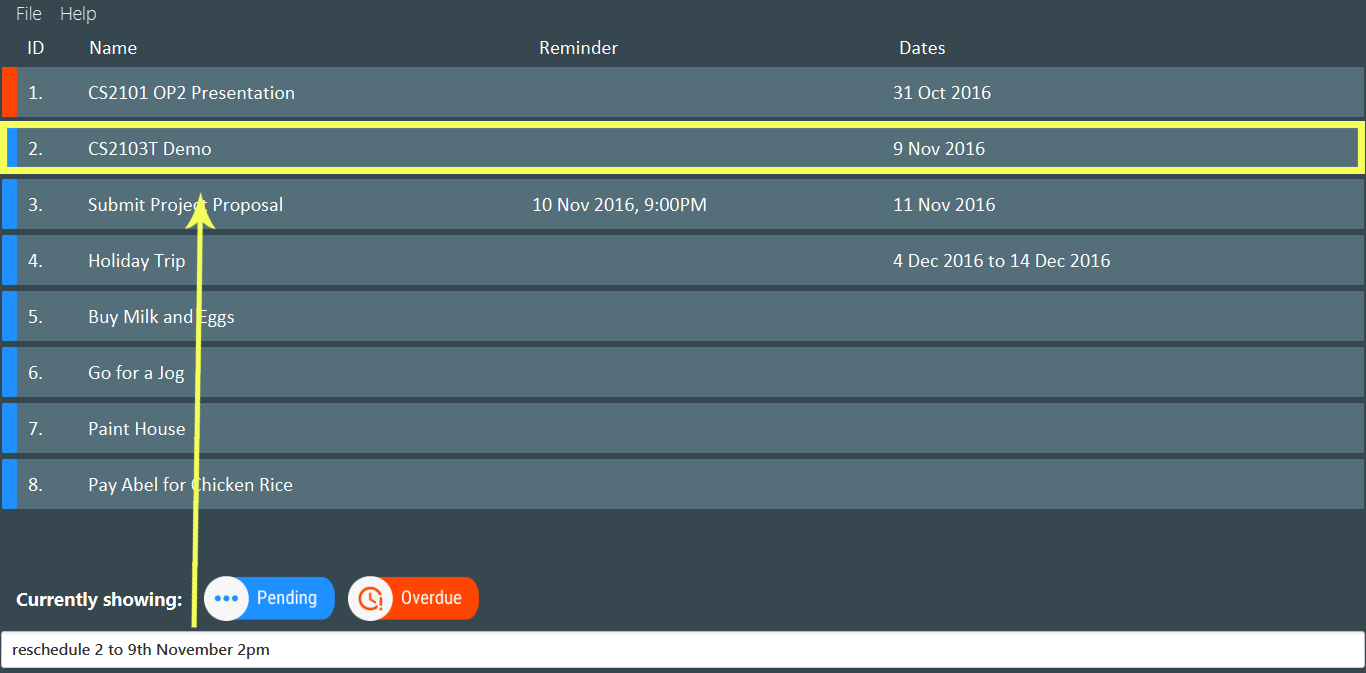 File Help
ID Name Reminder Dates
1. CS2101 OP2 Presentation 31 Oct 2016
2. CS2103T Demo 9 Nov 2016
3. Submit Project Proposal 10 Nov 2016, 9:00PM 11 Nov 2016
4. Holiday Trip 4 Dec 2016 to 14 Dec 2016
5. Buy Milk and Eggs
6. Go for a Jog
7. Paint House
8. Pay Abel for Chicken Rice
Currently showing: Pending Overdue
reschedule 2 to 9th November 2pm